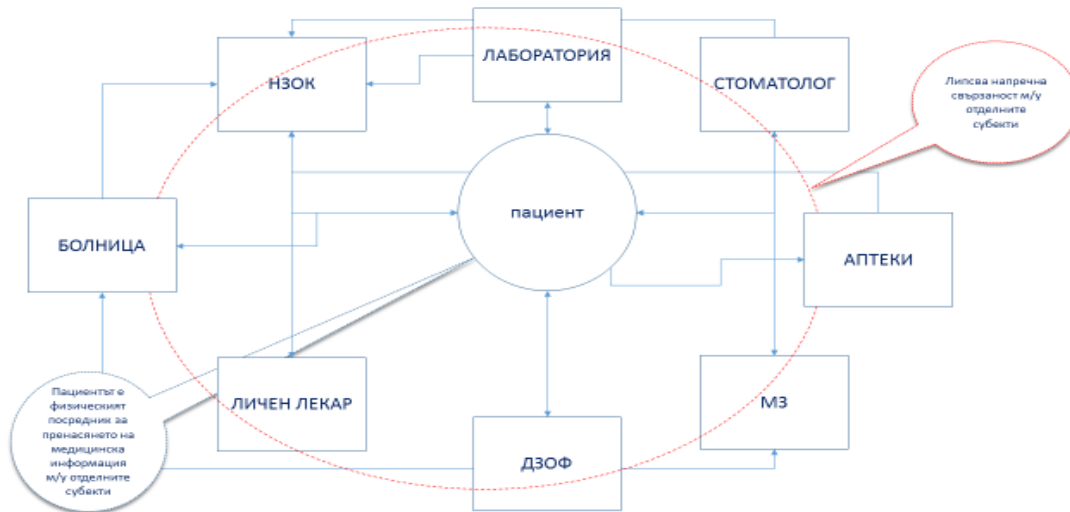 ЛАБОРАТОРИЯ
НЗОК
СТОМАТОЛОГ
Липсва напречна
свързаност м/у
отделните
субекти
пациент
БОЛНИЦА
АПТЕКИ
ЛИЧЕН ЛЕКАР
МЗ
ДЗОФ
Пациентът е
физическият
посредник за
пренасянето на
медицинска
информация
м/у отделните
субекти